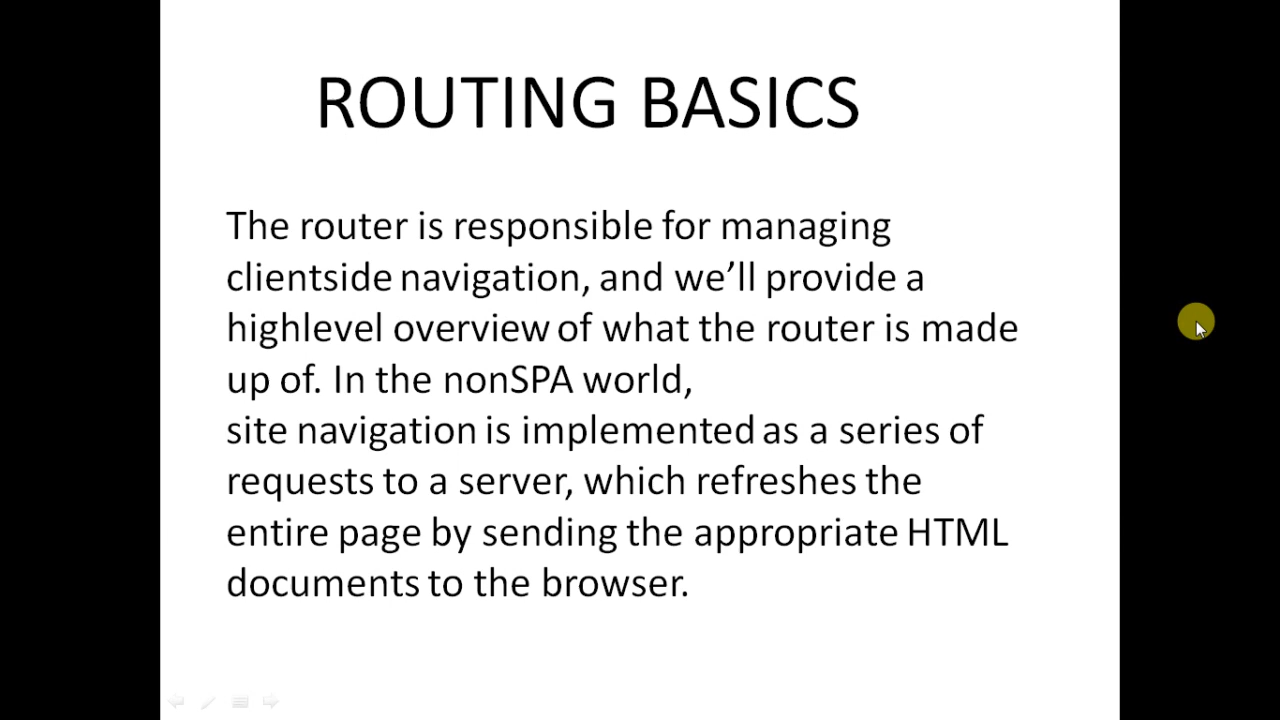 ROUTING BASICS
The router is responsible for managing
clientside navigation, and we’ll provide a
highlevel overview of what the router is made
up of. In the nonSPA world,
site navigation is implemented as a series of
requests to a server, which refreshes the
entire page by sending the appropriate HTML
documents to the browser.